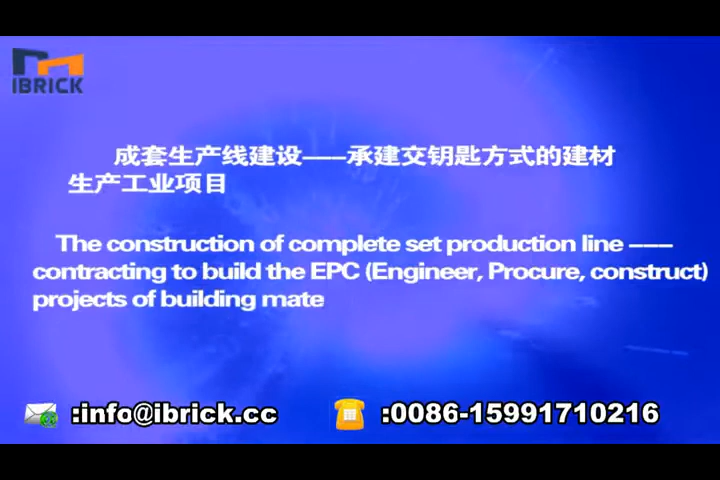 IBRICK
成套生产线建设----承建交钥匙方式的建材
生产工业项目
The construction of complete set production line ----
contracting to build the EPC (Engineer, Procure, construct)
projects of building mate
:info@ibrick.cc
:0086-15991710216